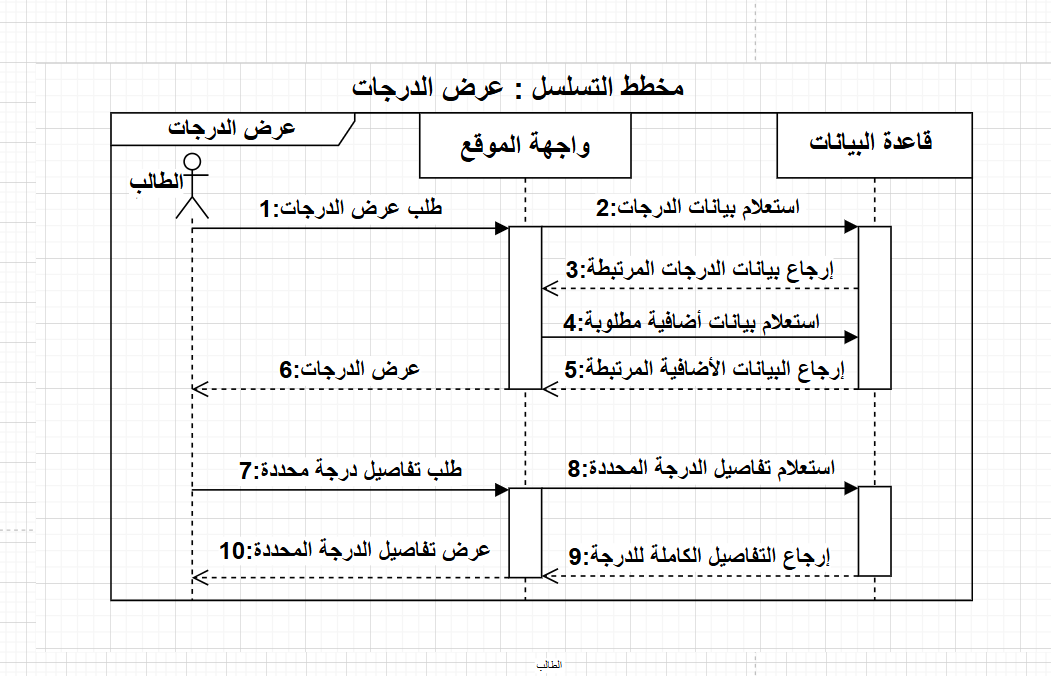 مخطط التسلسل : عرض الدرجات
عرض الدرجات
واجهة الموقع
قاعدة البيانات
الطالب
1:طلب عرض الدرجات
2:استعلام بيانات الدرجات
3:إرجاع بيانات الدرجات المرتبطة
4:استعلام بيانات أضافية مطلوبة
5:إرجاع البيانات الأضافية المرتبطة
6:عرض الدرجات
7:طلب تفاصيل درجة محددة
8:استعلام تفاصيل الدرجة المحددة
9:إرجاع التفاصيل الكاملة للدرجة
10:عرض تفاصيل الدرجة المحددة
الطالب